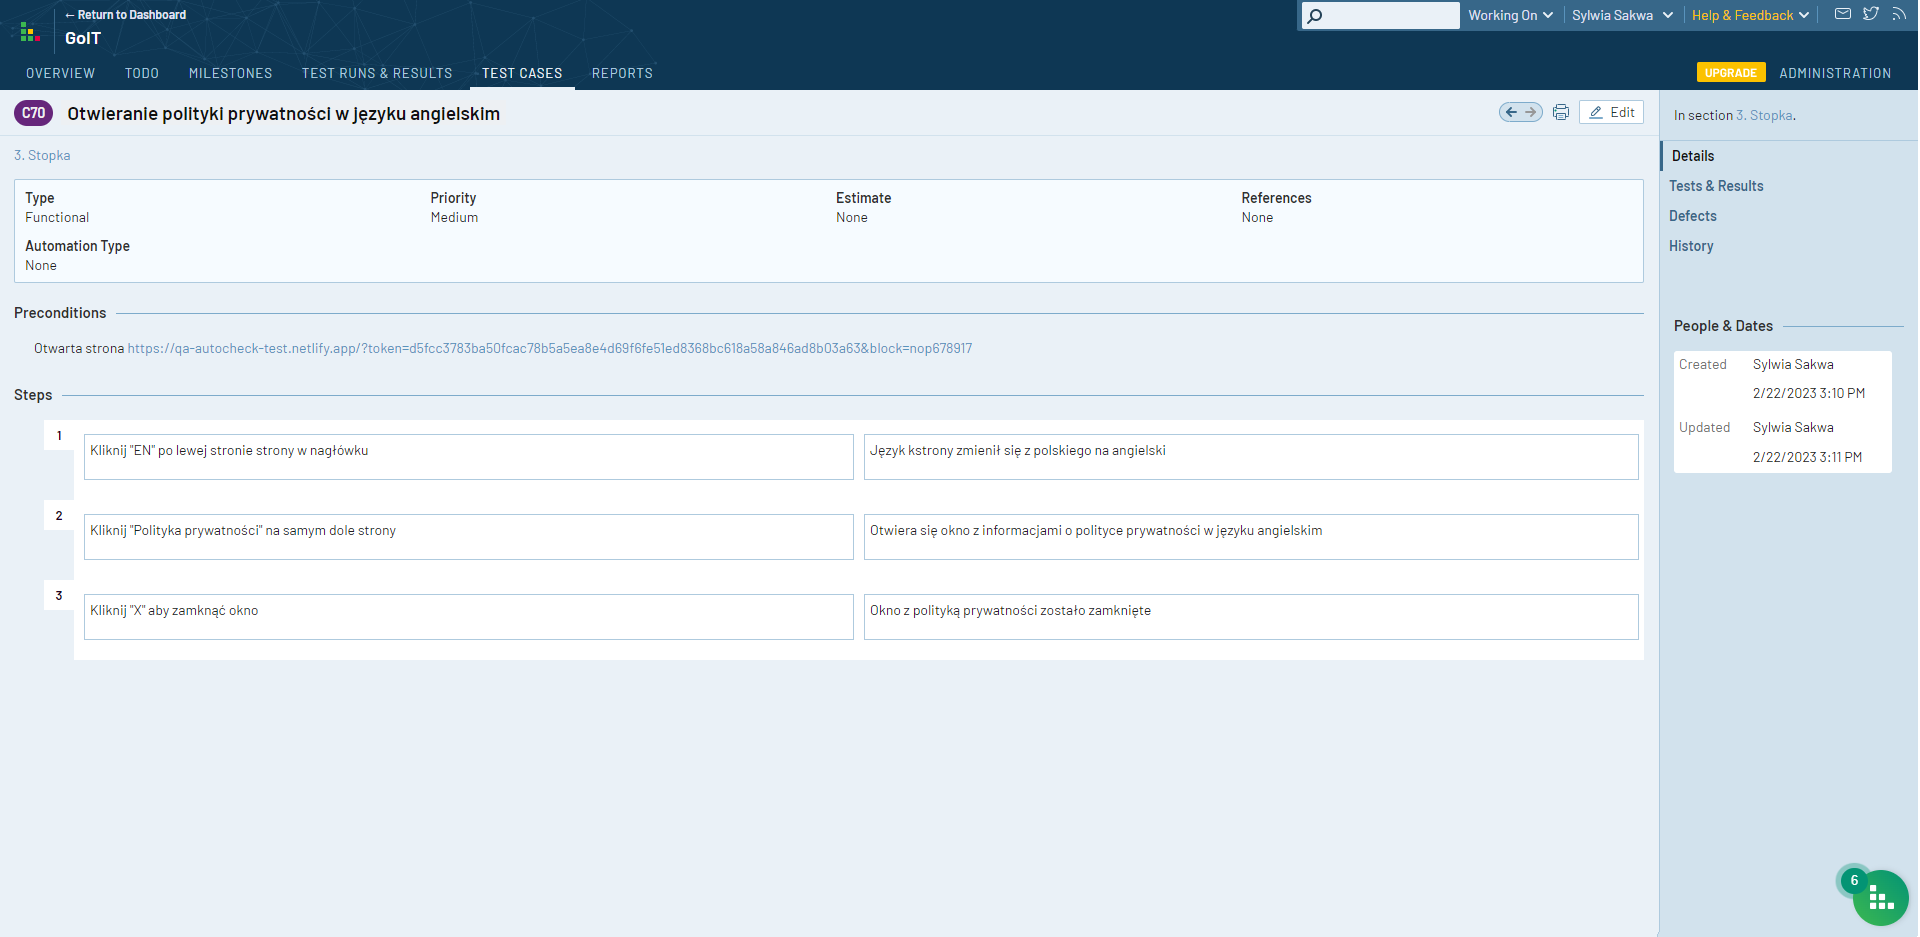 ← Return to Dashboard
GoIT
Working On
Sylwia Sakwa
Help & Feedback
OVERVIEW TODO MILESTONES TEST RUNS & RESULTS TEST CASES REPORTS
UPGRADE
ADMINISTRATION
C70 Otwieranie polityki prywatności w języku angielskim
Edit
3. Stopka
Type
Functional
Priority
Medium
Estimate
None
References
None
Automation Type
None
Preconditions
Otwarta strona https://qa-autocheck-test.netlify.app/?token=d5fcc3783ba50fcac78b5a5ea8e4d69f6fe51ed8368bc618a58a846ad8b03a63&block=nop678917
Steps
1
Kliknij "EN" po lewej stronie strony w nagłówku
Język kstrony zmienił się z polskiego na angielski
2
Kliknij "Polityka prywatności" na samym dole strony
Otwiera się okno z informacjami o polityce prywatności w języku angielskim
3
Kliknij "X" aby zamknąć okno
Okno z polityką prywatności zostało zamknięte
In section 3. Stopka.
Details
Tests & Results
Defects
History
People & Dates
Created Sylwia Sakwa
2/22/2023 3:10 PM
Updated Sylwia Sakwa
2/22/2023 3:11 PM
6